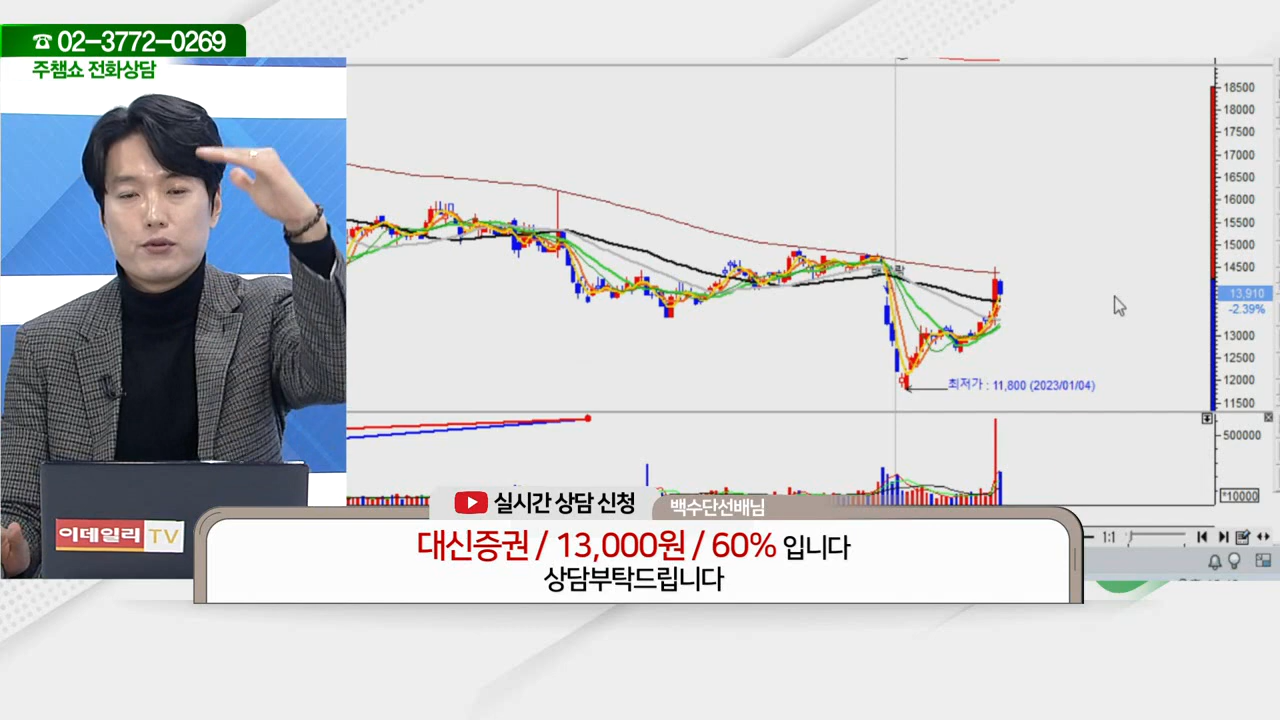 ☎ 02-3772-0269
주챔쇼 전화상담
18500
18000
17500
17000
16500
16000
15500
15000
14500
13,910
-2.39%
13000
12500
12000
11500
최저가 : 11,800 (2023/01/04)
500000
*10000
1:1
이데일리 TV
실시간 상담 신청
백수단선배님
대신증권 / 13,000원 / 60% 입니다
상담부탁드립니다